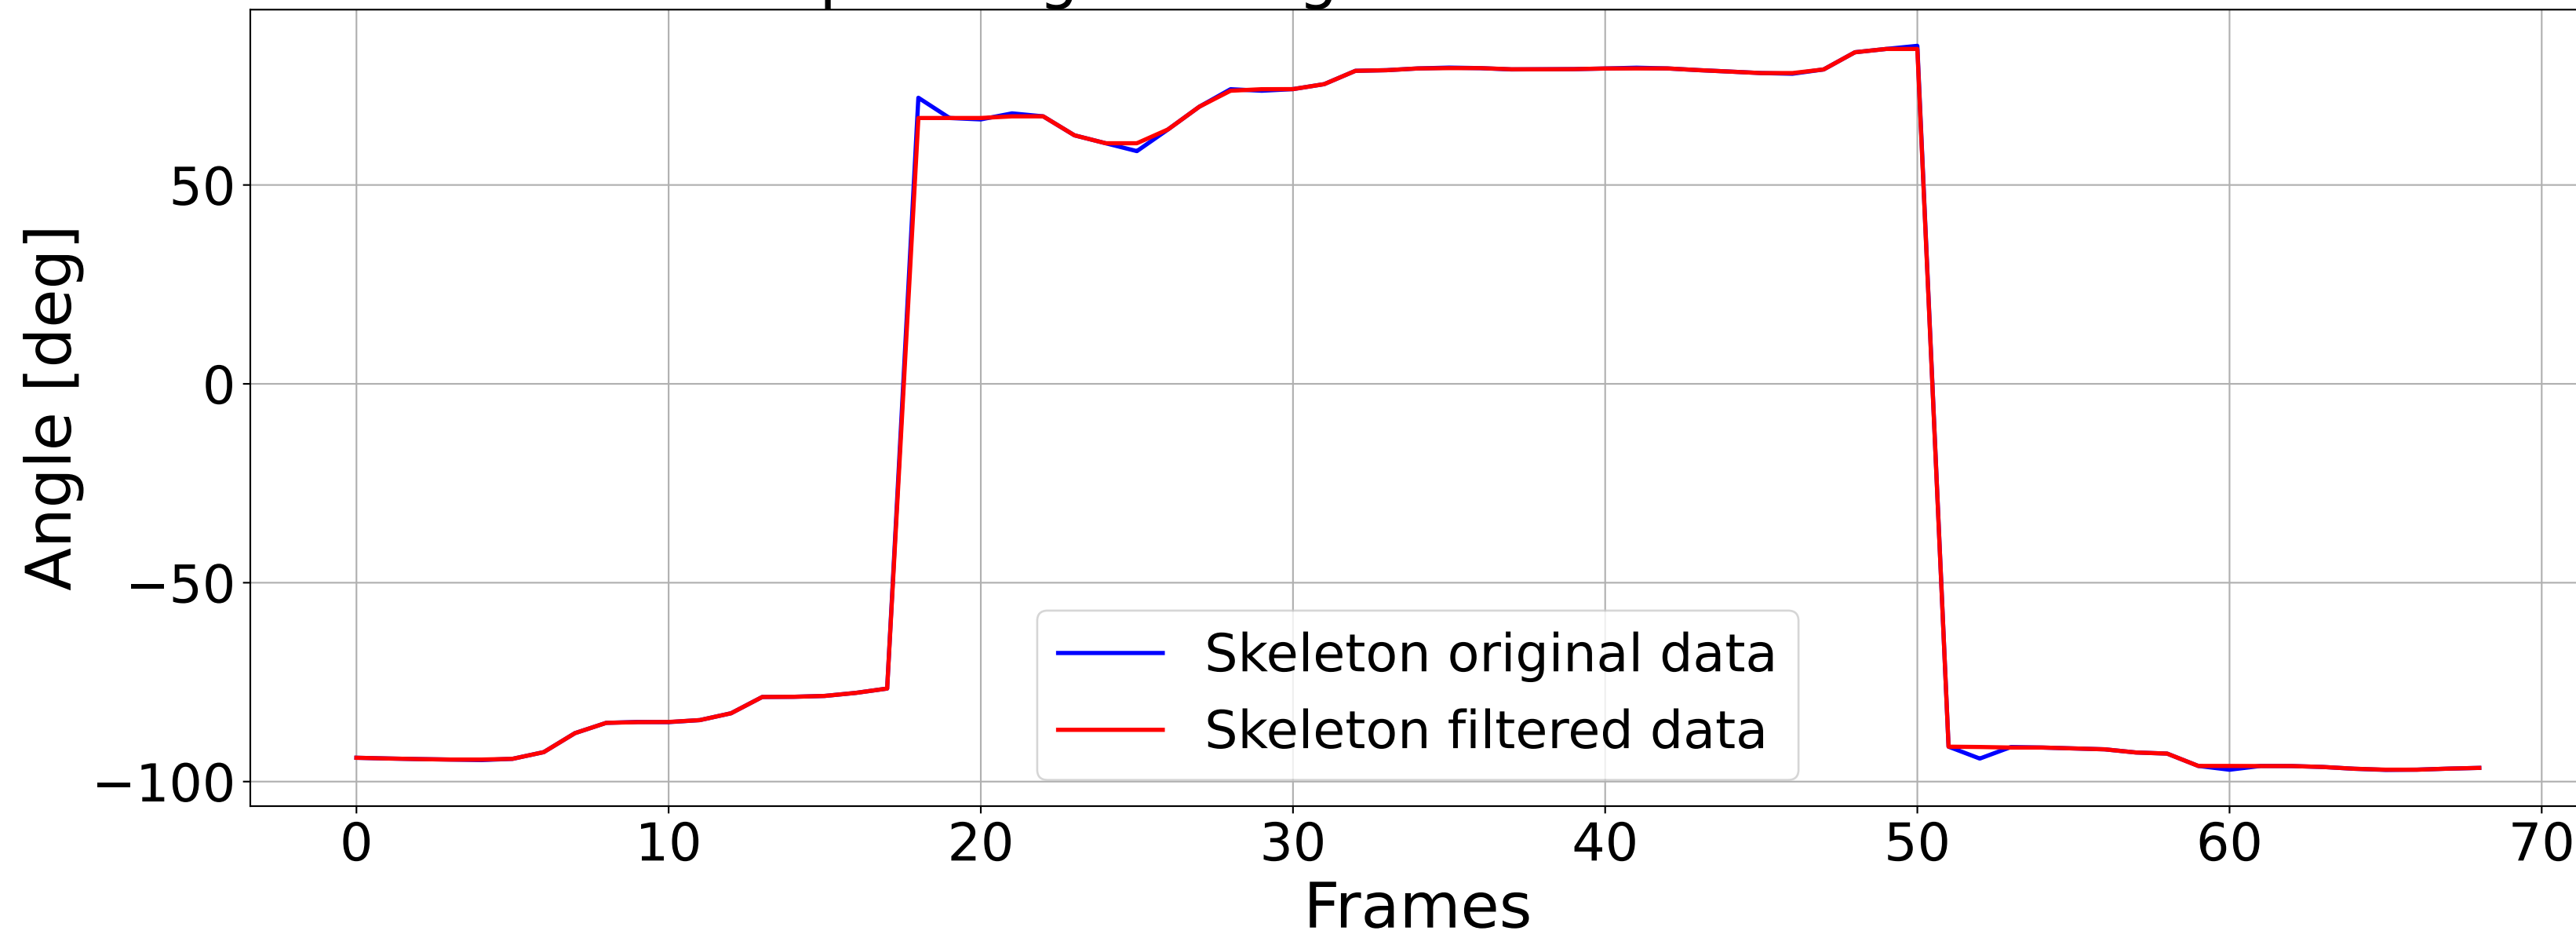 Angle [deg]
50
0
−50
−100
Skeleton original data
Skeleton filtered data
0 10 20 30 40 50 60 70
Frames